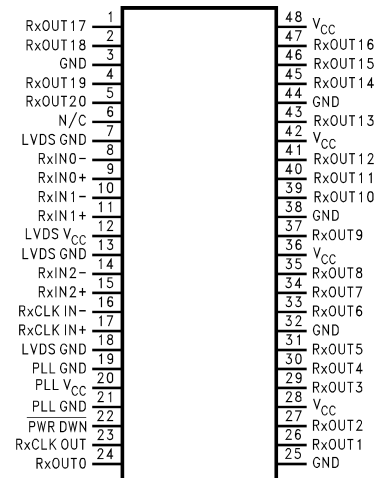 RxOUT17 1
RxOUT18 2
GND 3
RxOUT19 4
RxOUT20 5
N/C 6
LVDS GND 7
RxIN0- 8
RxIN0+ 9
RxIN1- 10
RxIN1+ 11
LVDS VCC 12
LVDS GND 13
RxIN2- 14
RxIN2+ 15
RxCLK IN- 16
RxCLK IN+ 17
LVDS GND 18
PLL GND 19
PLL VCC 20
PLL GND 21
PWR DWN 22
RxCLK OUT 23
RxOUT0 24
48 VCC
47 RxOUT16
46 RxOUT15
45 RxOUT14
44 GND
43 RxOUT13
42 VCC
41 RxOUT12
40 RxOUT11
39 RxOUT10
38 GND
37 RxOUT9
36 VCC
35 RxOUT8
34 RxOUT7
33 RxOUT6
32 GND
31 RxOUT5
30 RxOUT4
29 RxOUT3
28 VCC
27 RxOUT2
26 RxOUT1
25 GND